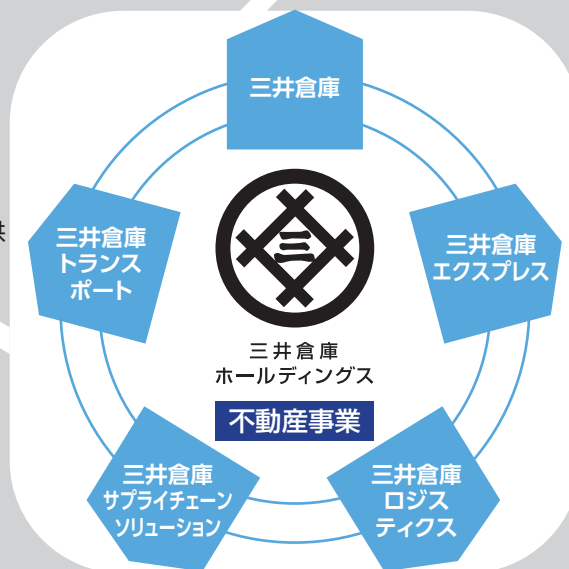 三井倉庫
三井倉庫
トランス
ポート
三井倉庫
エクスプレス
三
三井倉庫
ホールディングス
不動産事業
三井倉庫
サプライチェーン
ソリューション
三井倉庫
ロジス
ティクス